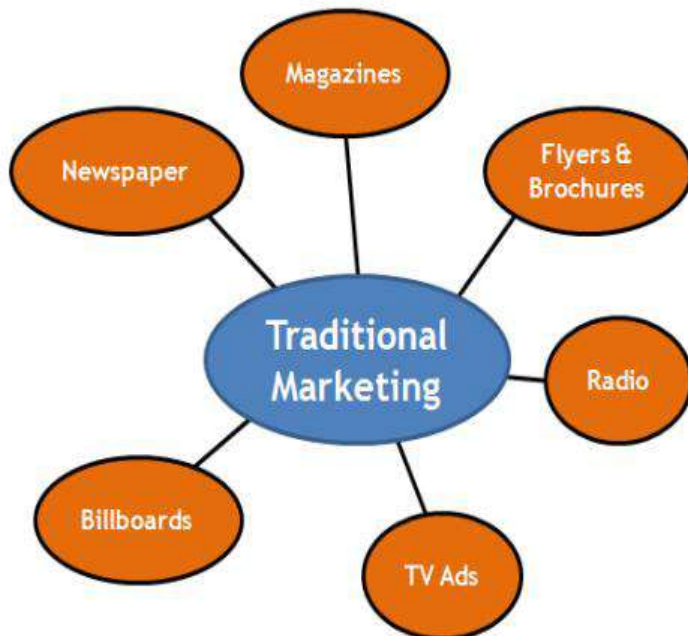 Magazines
Newspaper
Flyers &
Brochures
Traditional
Marketing
Radio
Billboards
TV Ads